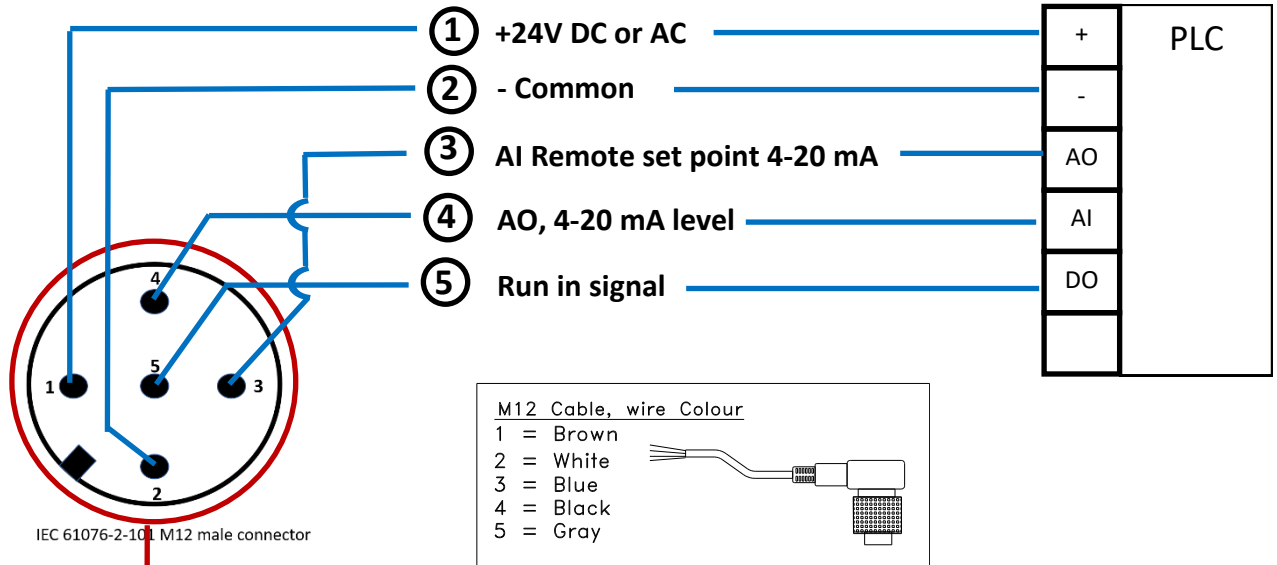 1 +24V DC or AC
2 - Common
3 AI Remote set point 4-20 mA
4 AO, 4-20 mA level
5 Run in signal
+ PLC
-
AO
AI
DO
4
5
1
3
2
IEC 61076-2-101 M12 male connector
M12 Cable, wire Colour
1 = Brown
2 = White
3 = Blue
4 = Black
5 = Gray